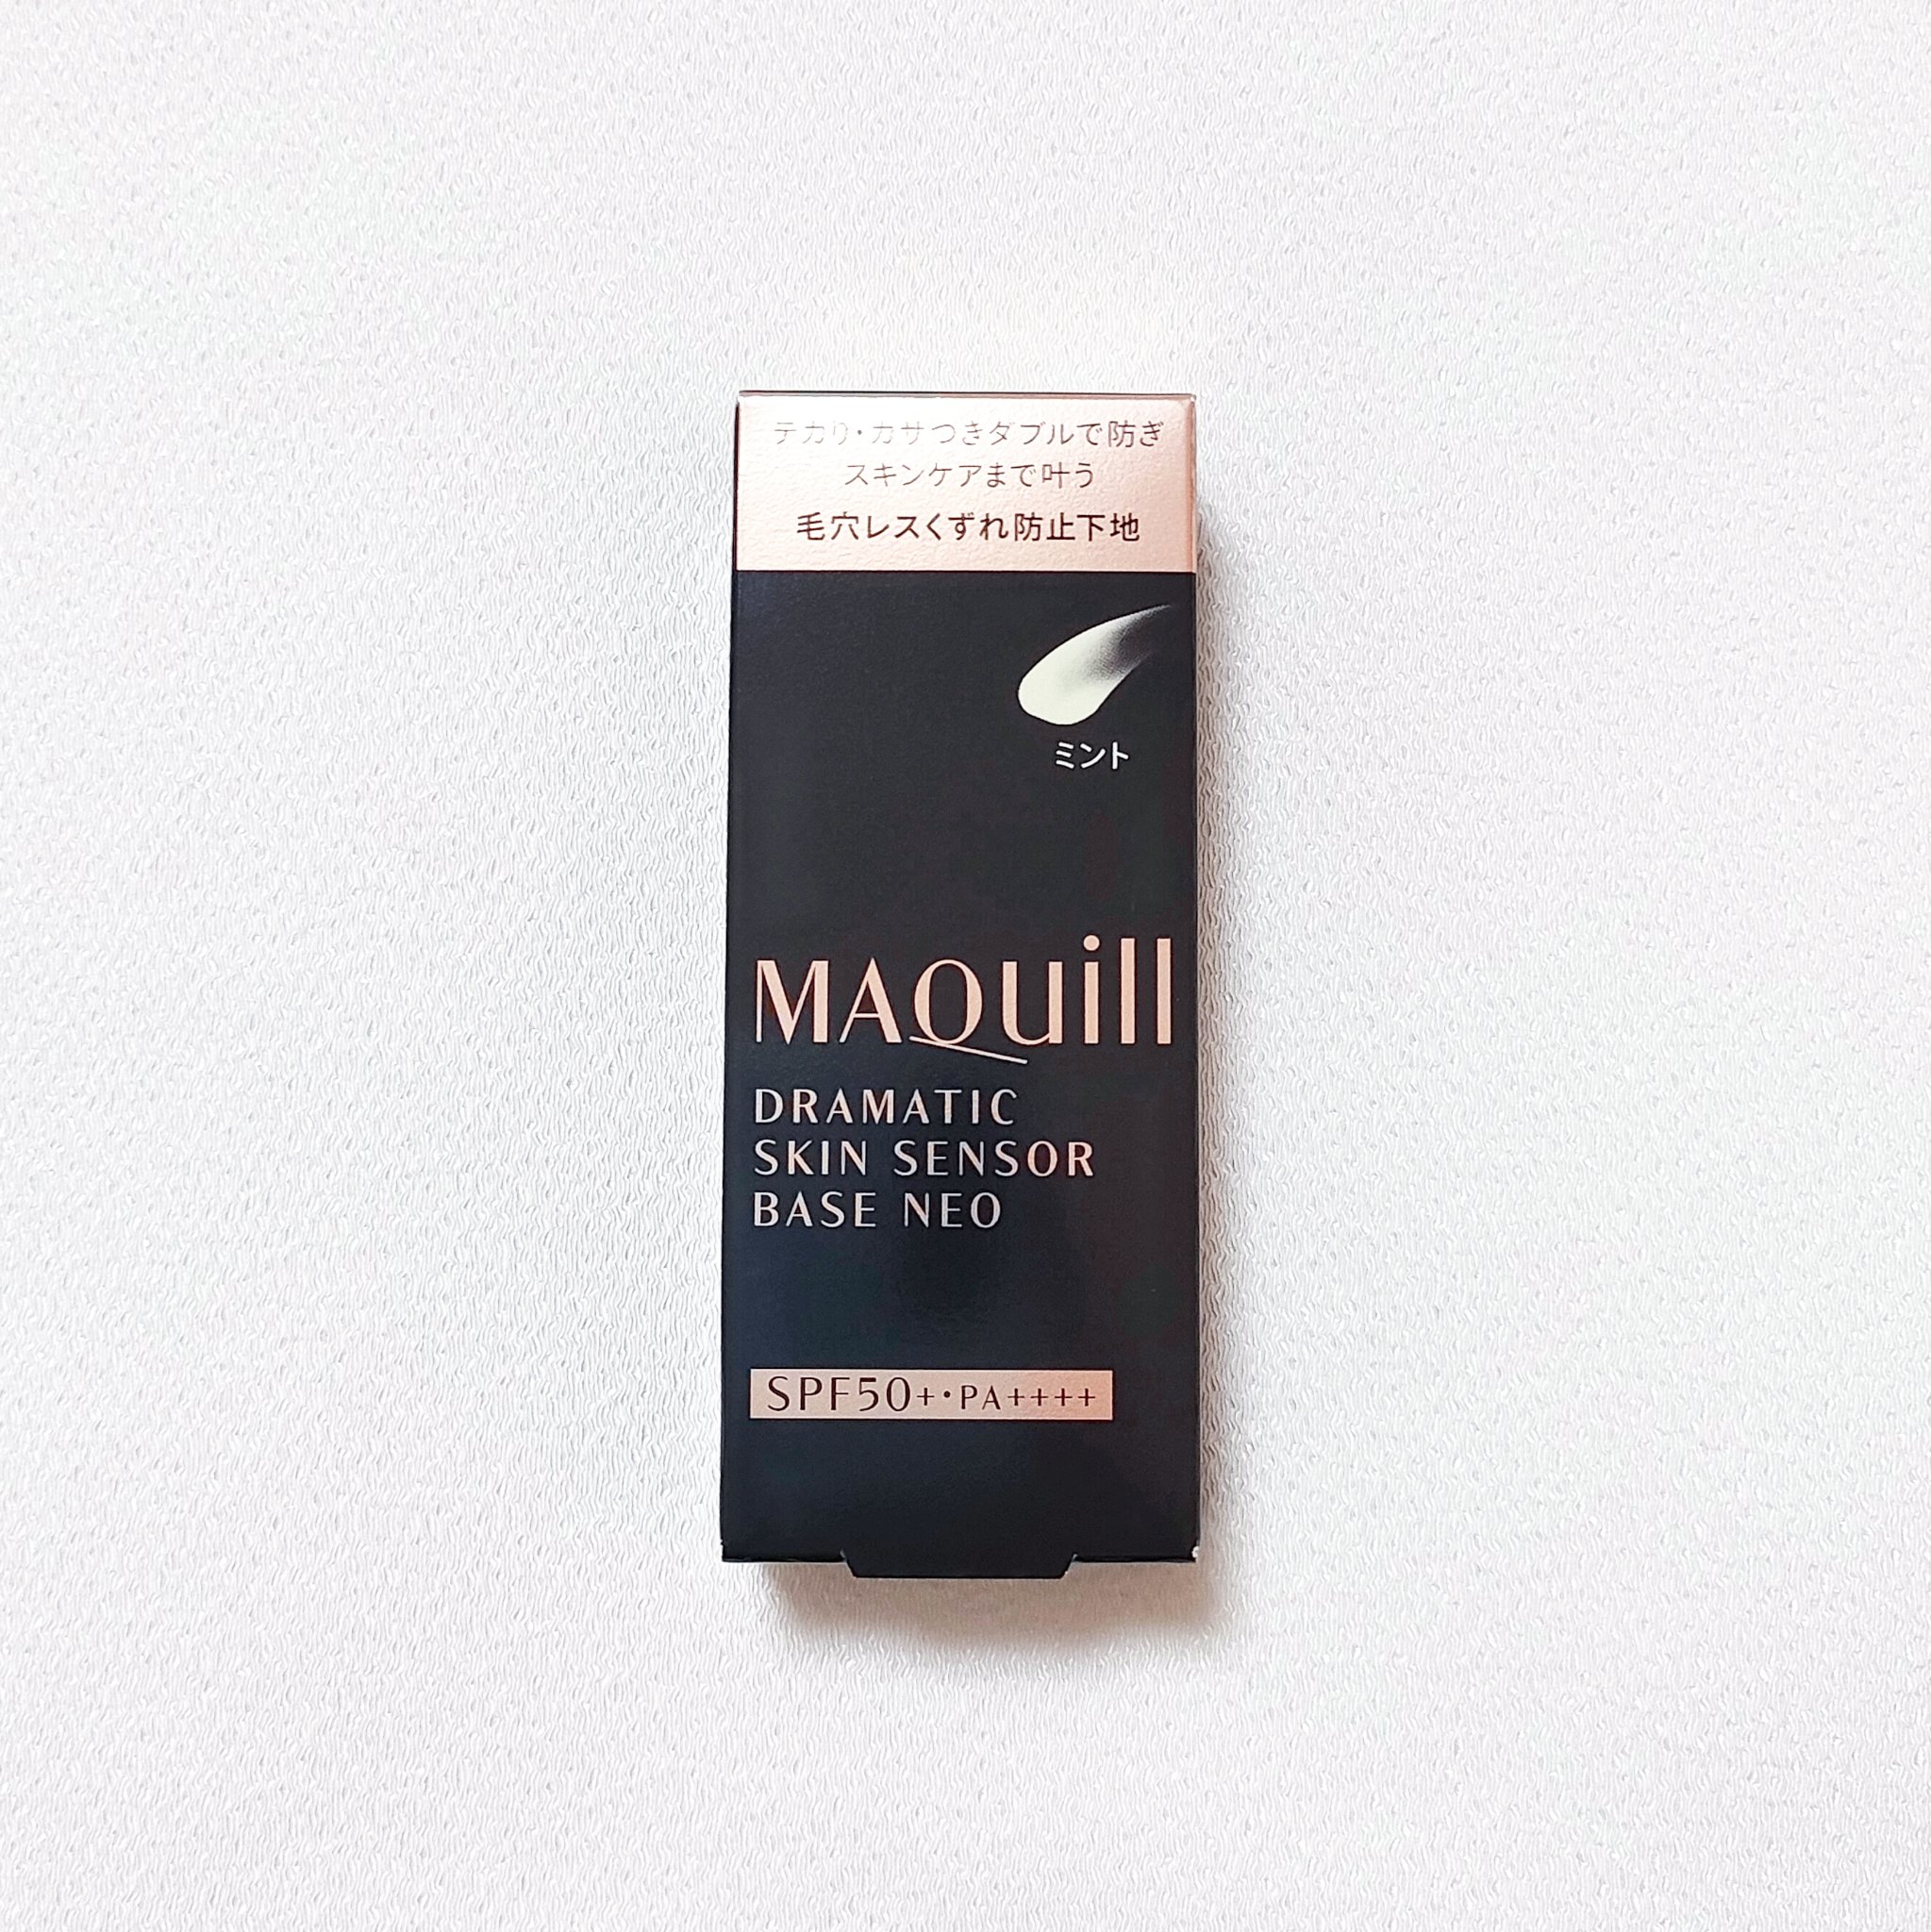 テカリ・カサつきダブルで防ぎ
スキンケアまで叶う
毛穴レスくずれ防止下地
ミント
MAQuill
DRAMATIC
SKIN SENSOR
BASE NEO
SPF50+・PA++++